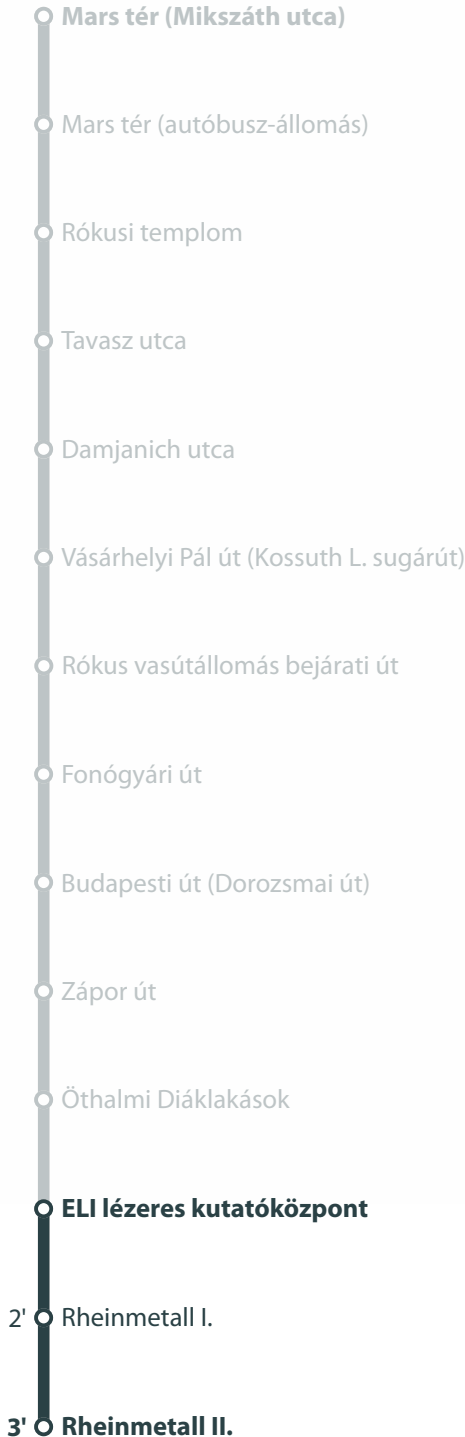 Mars tér (Mikszáth utca)
Mars tér (autóbusz-állomás)
Rókusi templom
Tavasz utca
Damjanich utca
Vásárhelyi Pál út (Kossuth L. sugárút)
Rókus vasútállomás bejárati út
Fonógyári út
Budapesti út (Dorozsmai út)
Zápor út
Öthalmi Diáklakások
ELI lézeres kutatóközpont
2' Rheinmetall I.
3' Rheinmetall II.